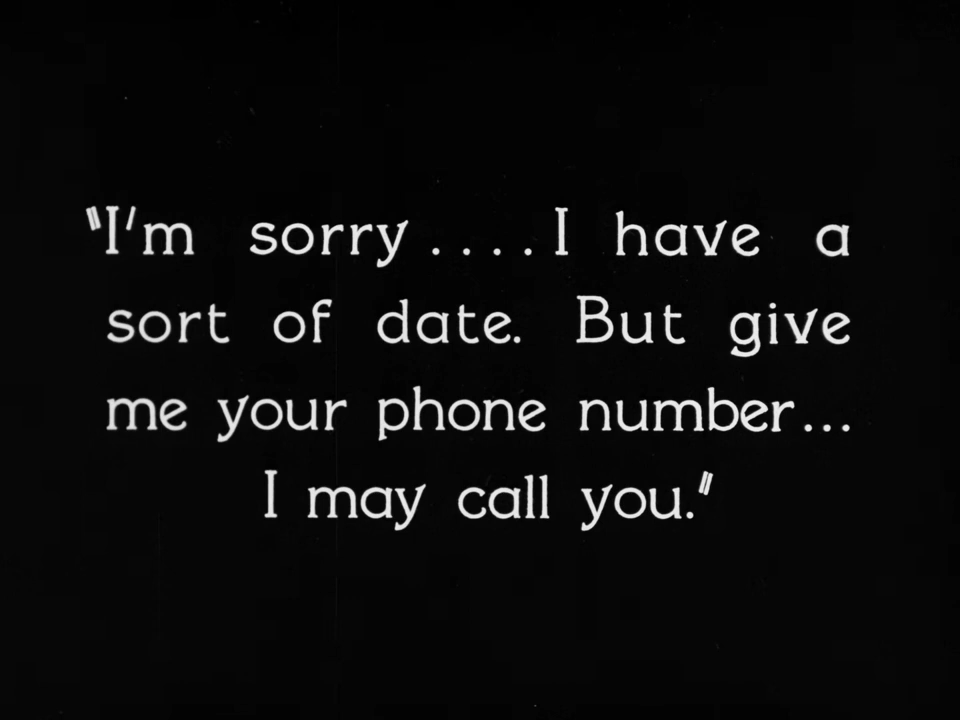 "I'm sorry....I have a
sort of date. But give
me your phone number...
I may call you."